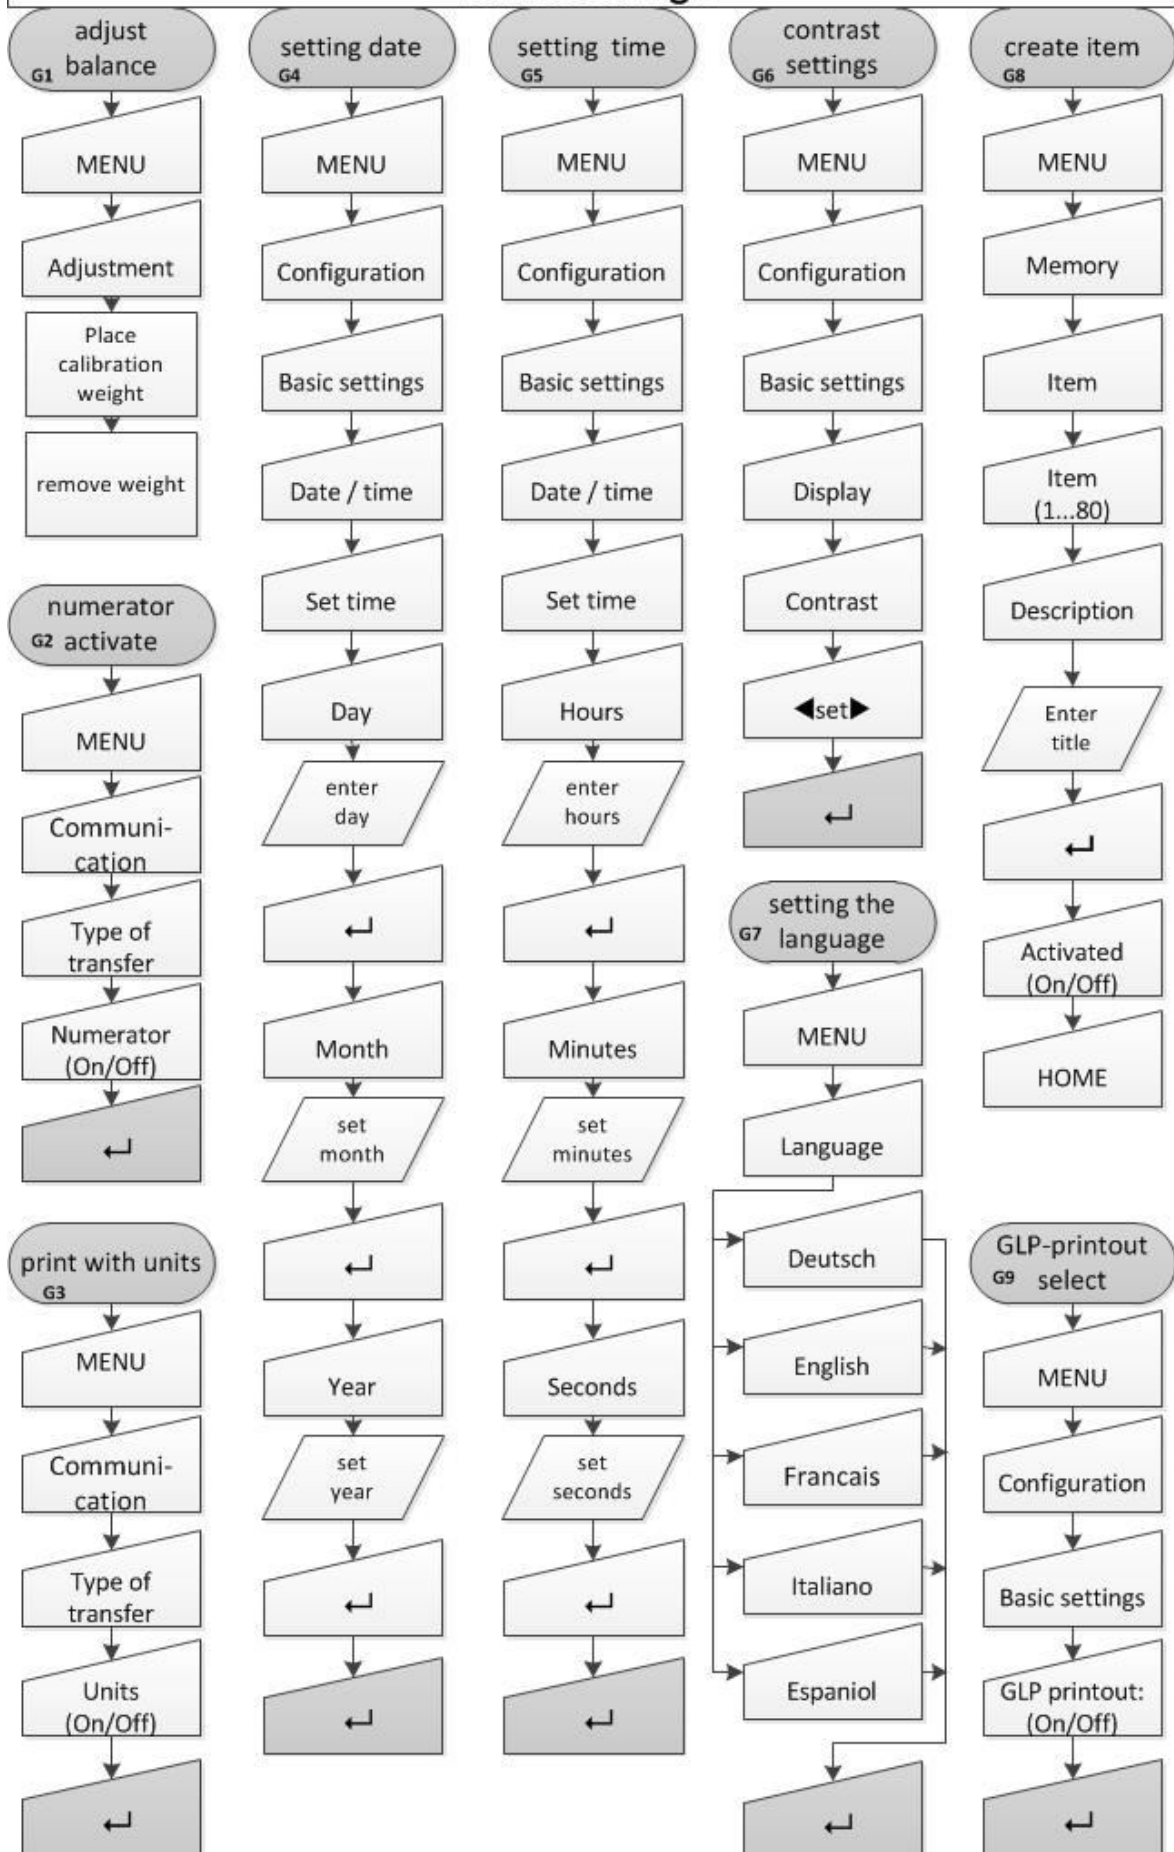 adjust
G1 balance
MENU
Adjustment
Place
calibration
weight
remove weight
numerator
G2 activate
MENU
Communi-
cation
Type of
transfer
Numerator
(On/Off)
↵
print with units
G3
MENU
Communi-
cation
Type of
transfer
Units
(On/Off)
↵
setting date
G4
MENU
Configuration
Basic settings
Date / time
Set time
Day
enter
day
↵
Month
set
month
↵
Year
set
year
↵
↵
setting time
G5
MENU
Configuration
Basic settings
Date / time
Set time
Hours
enter
hours
↵
Minutes
set
minutes
↵
Seconds
set
seconds
↵
↵
contrast
G6 settings
MENU
Configuration
Basic settings
Display
Contrast
◀set▶
↵
setting the
G7 language
MENU
Language
Deutsch
English
Francais
Italiano
Espaniol
↵
create item
G8
MENU
Memory
Item
Item
(1...80)
Description
Enter
title
↵
Activated
(On/Off)
HOME
GLP-printout
G9 select
MENU
Configuration
Basic settings
GLP printout:
(On/Off)
↵